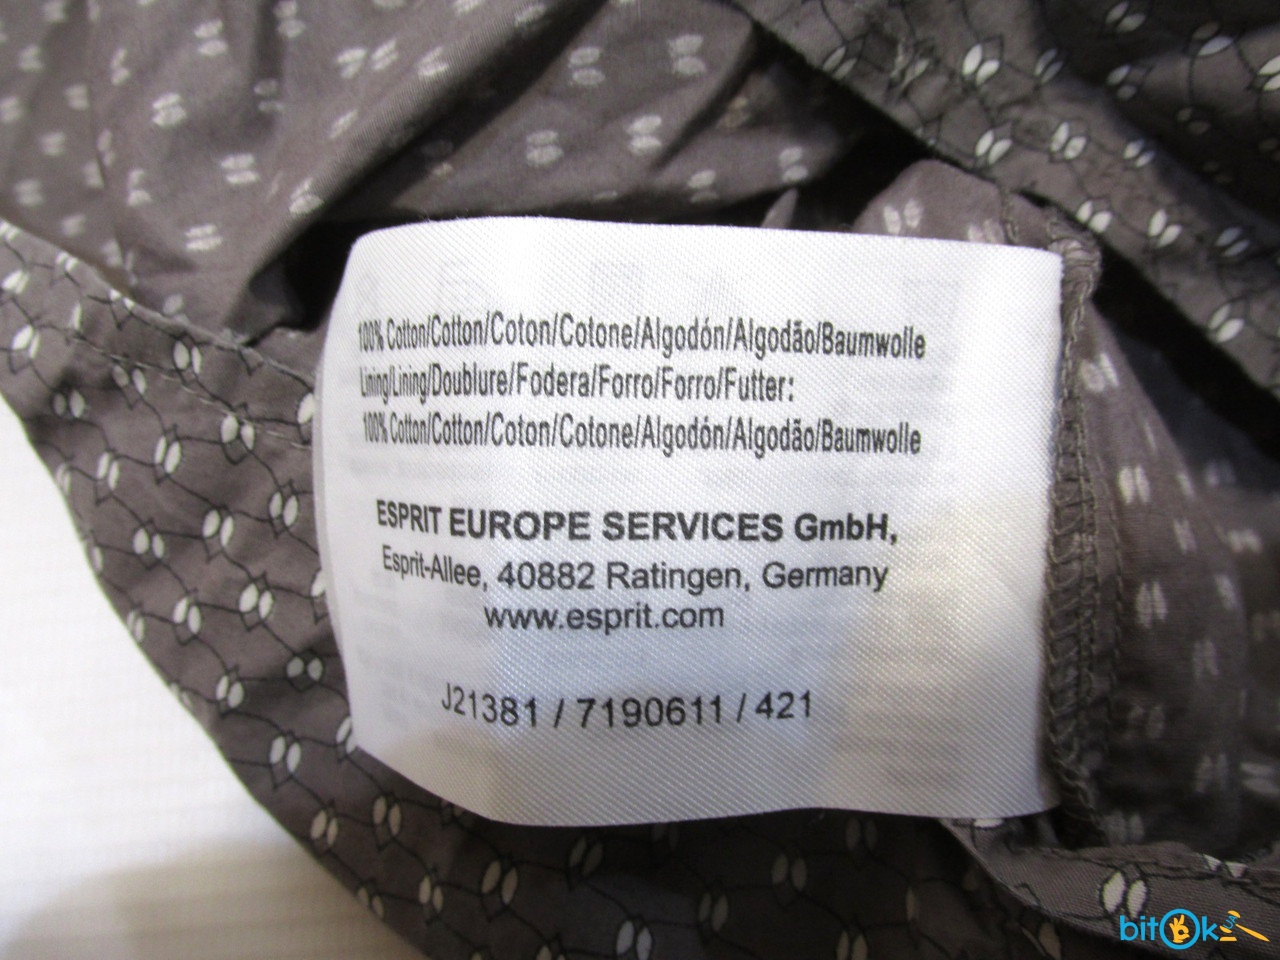 100% Cotton/Cotton/Coton/Cotone/Algodón/Algodão/Baumwolle
Lining/Lining/Doublure/Fodera/Forro/Forro/Futter:
100% Cotton/Cotton/Coton/Cotone/Algodón/Algodão/Baumwolle
ESPRIT EUROPE SERVICES GmbH,
Esprit-Allee, 40882 Ratingen, Germany
www.esprit.com
J21381 / 7190611 / 421
bitOk